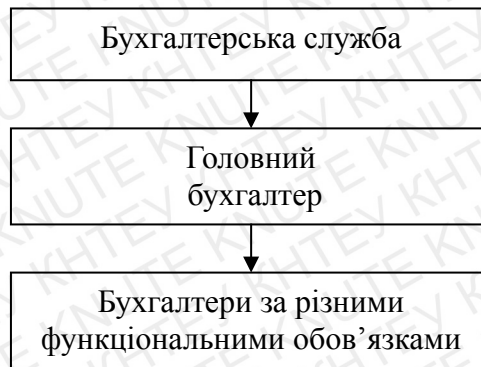 Бухгалтерська служба
Головний
бухгалтер
Бухгалтери за різними
функціональними обов’язками